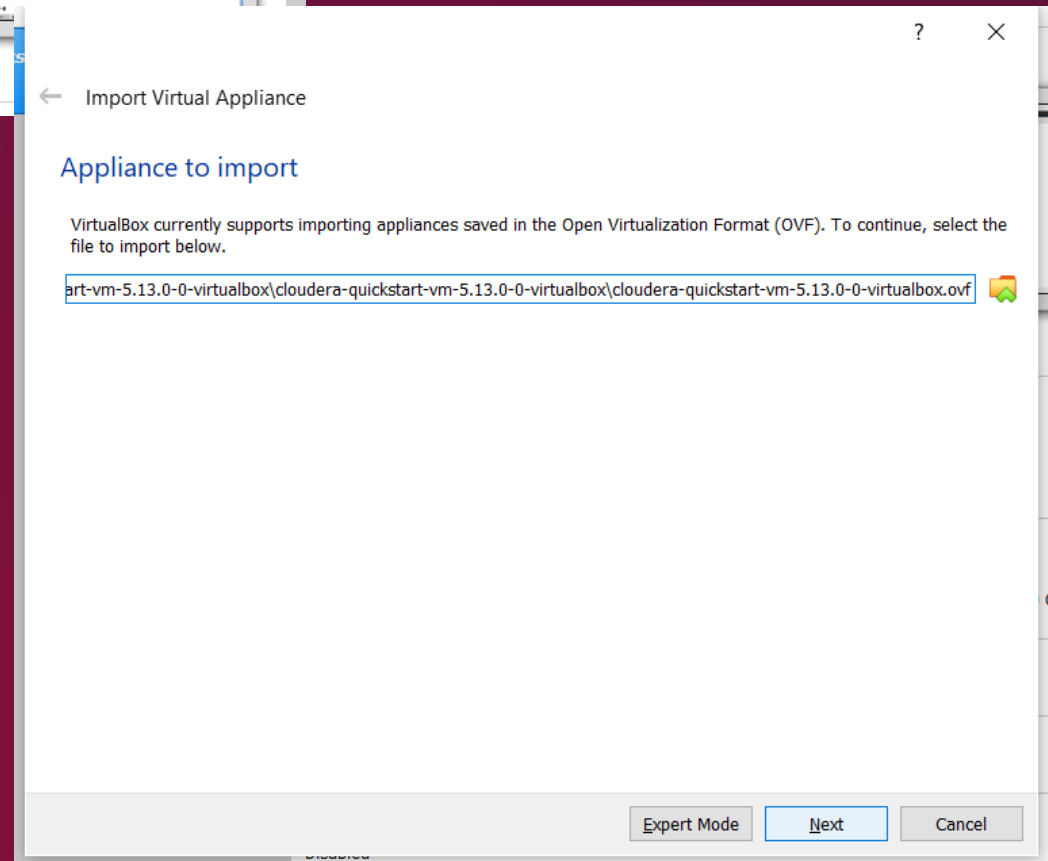 ?
Import Virtual Appliance
Appliance to import
VirtualBox currently supports importing appliances saved in the Open Virtualization Format (OVF). To continue, select the
file to import below.
art-vm-5.13.0-0-virtualbox\cloudera-quickstart-vm-5.13.0-0-virtualbox\cloudera-quickstart-vm-5.13.0-0-virtualbox.ovf
Expert Mode Next Cancel
Disabled